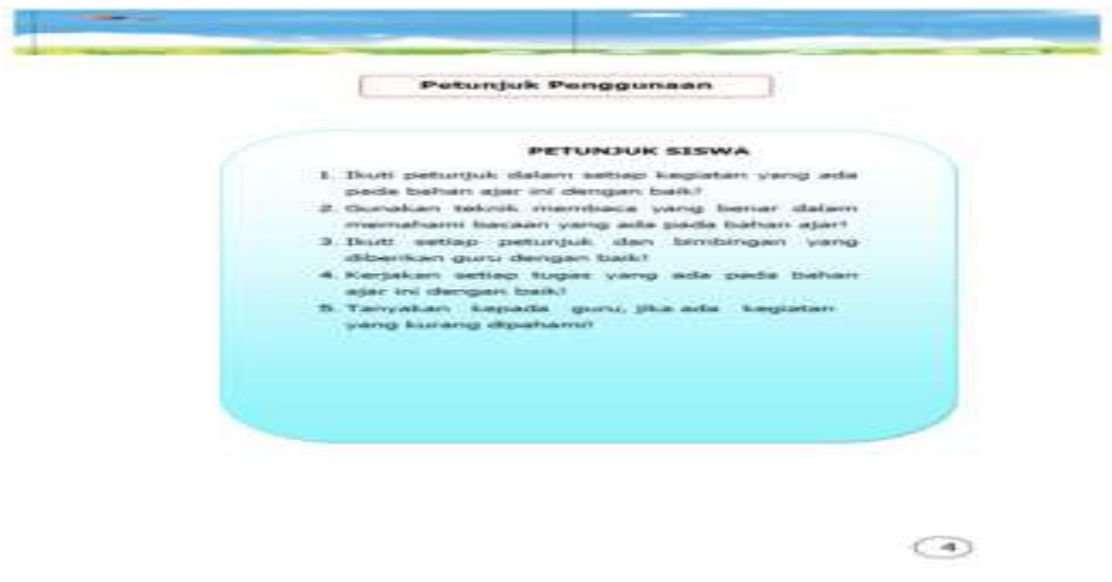 Petunjuk Penggunaan
PETUNJUK SISWA
1. Ikuti petunjuk dalam setiap kegiatan yang ada
pada bahan ajar ini dengan baik!
2. Gunakan teknik membaca yang benar dalam
memahami bacaan yang ada pada bahan ajar!
3. Ikuti setiap petunjuk dan bimbingan yang
diberikan guru dengan baik!
4. Kerjakan setiap tugas yang ada pada bahan
ajar ini dengan baik!
5. Tanyakan kepada guru, jika ada kegiatan
yang kurang dipahami!
4